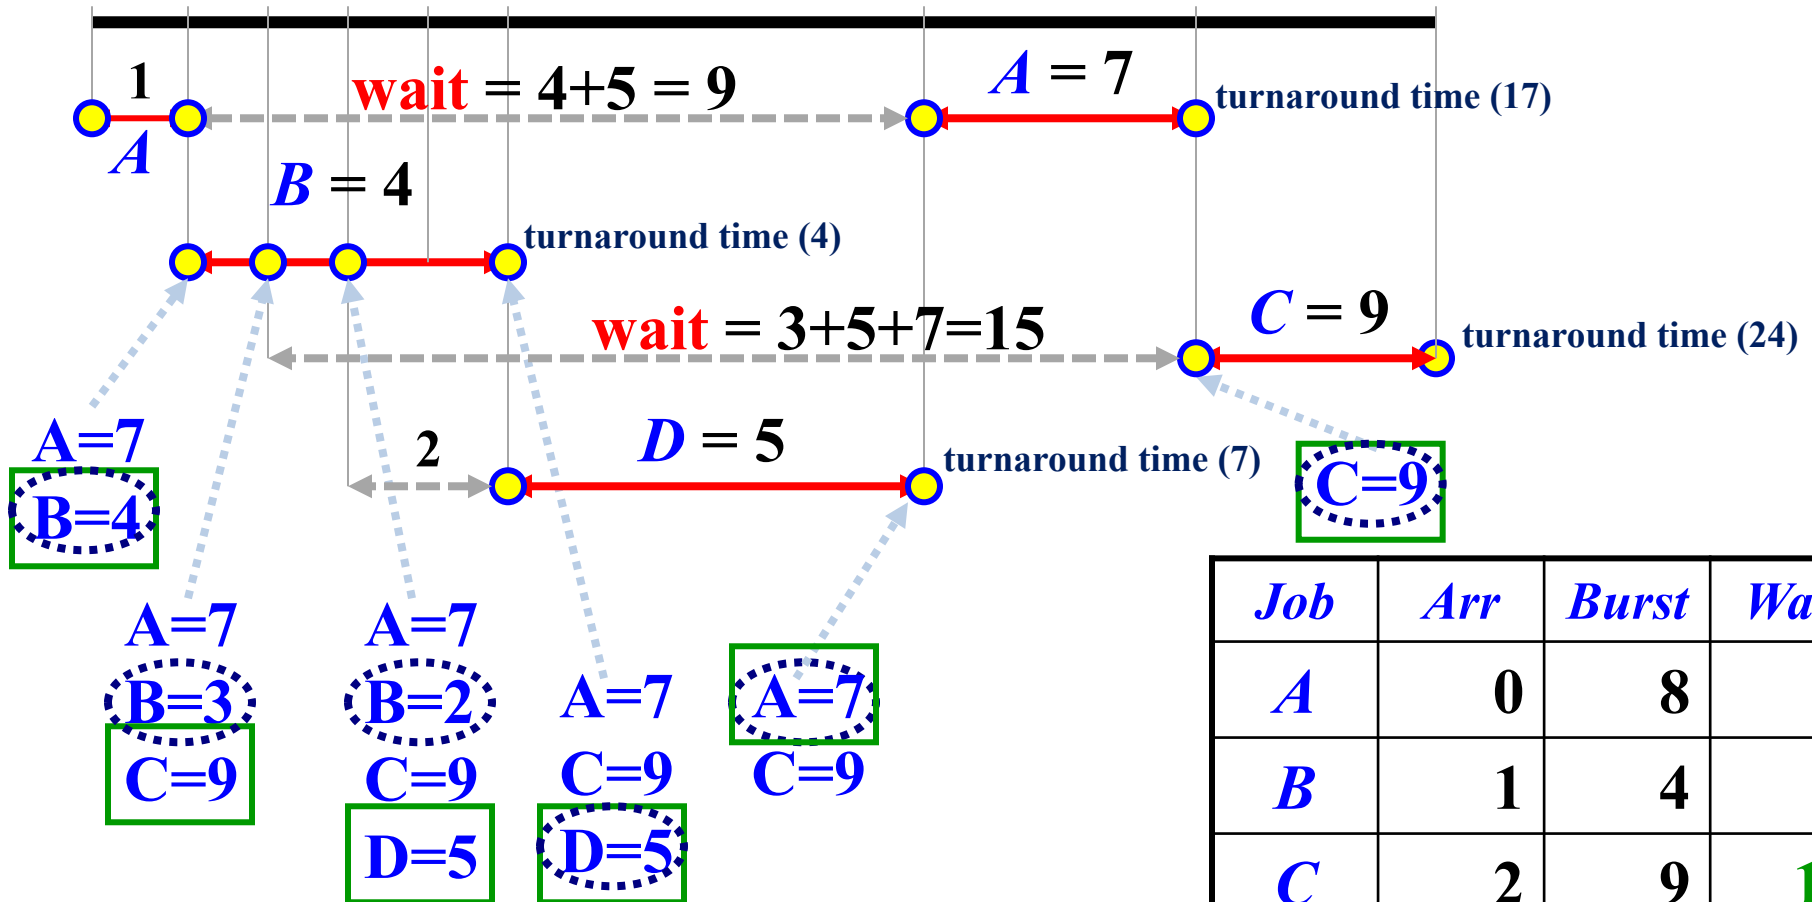 1
wait = 4+5 = 9
A = 7
turnaround time (17)
A
B = 4
turnaround time (4)
wait = 3+5+7=15
C = 9
turnaround time (24)
A=7
B=4
2
D = 5
turnaround time (7)
C=9
A=7
B=3
C=9
A=7
B=2
C=9
D=5
A=7
C=9
D=5
A=7
C=9
Job Arr Burst Wa
A 0 8
B 1 4
C 2 9 1